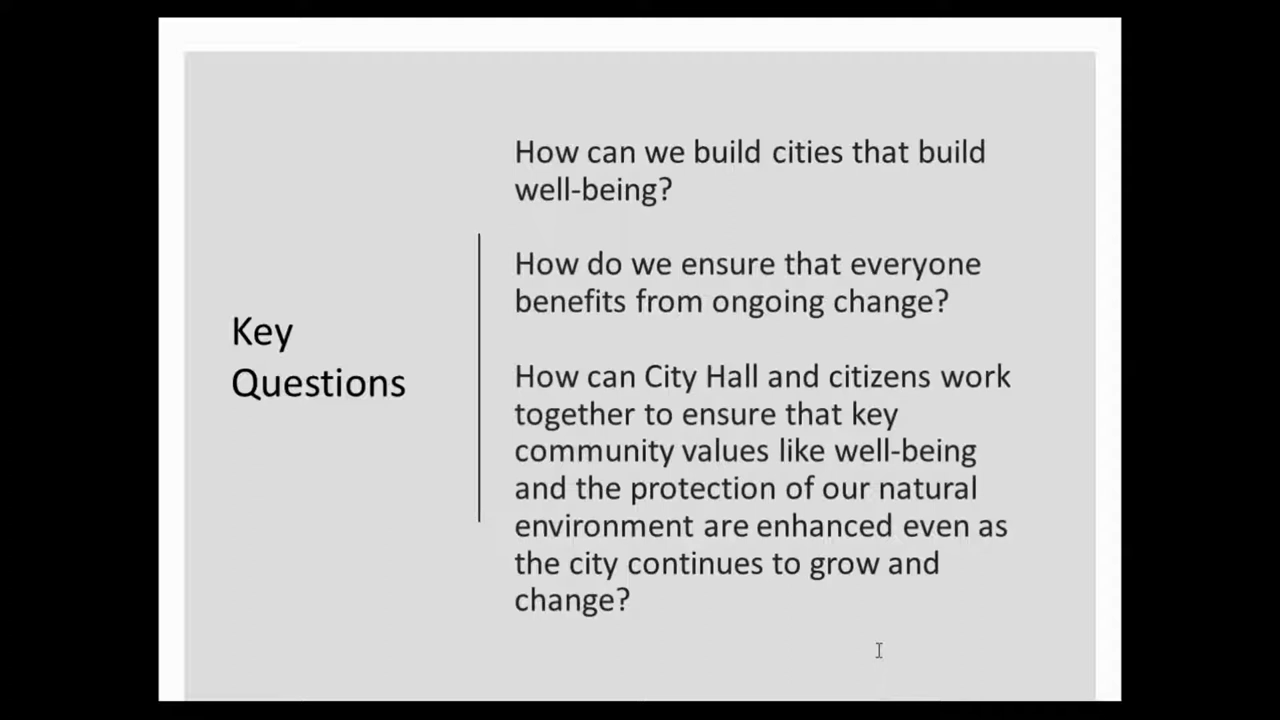 Key
Questions
How can we build cities that build
well-being?
How do we ensure that everyone
benefits from ongoing change?
How can City Hall and citizens work
together to ensure that key
community values like well-being
and the protection of our natural
environment are enhanced even as
the city continues to grow and
change?